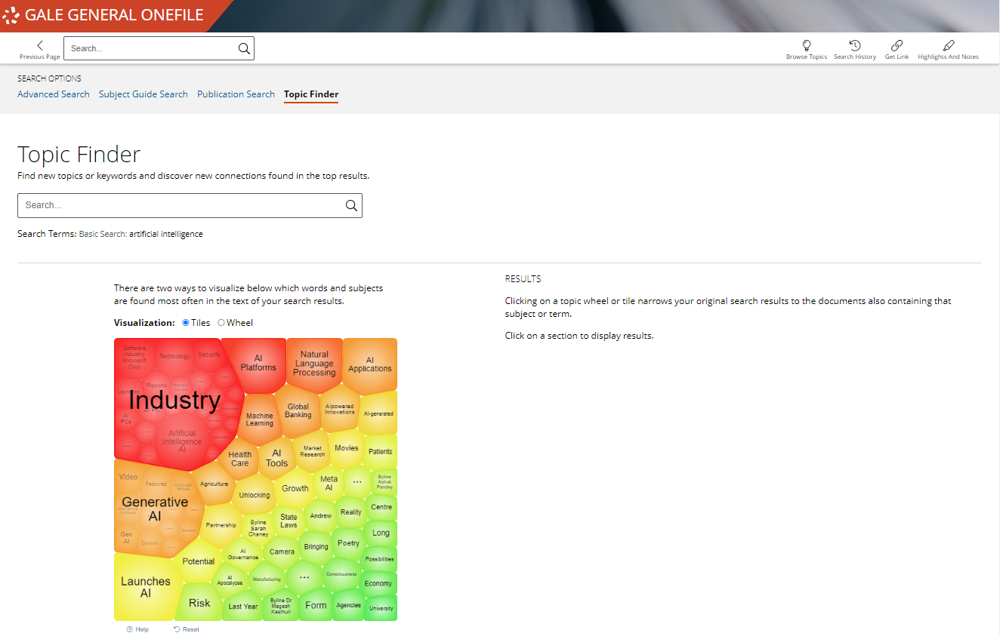 GALE GENERAL ONEFILE
Previous Page
Search...
Browse Topics
Search History
Get Link
Highlights And Notes
SEARCH OPTIONS
Advanced Search
Subject Guide Search
Publication Search
Topic Finder
Topic Finder
Find new topics or keywords and discover new connections found in the top results.
Search...
Search Terms: Basic Search: artificial intelligence
There are two ways to visualize below which words and subjects
are found most often in the text of your search results.
Visualization: Tiles Wheel
RESULTS
Clicking on a topic wheel or tile narrows your original search results to the documents also containing that
subject or term.
Click on a section to display results.
Software
Industry,
Microsoft
Corp
Technology
Security
...
Reports
...
Industry
AI
PCs
...
Artificial
Intelligence
AI
...
...
AI
Platforms
Natural
Language
Processing
AI
Applications
Machine
Learning
Global
Banking
AIpowered
Innovations
AI-generated
Health
Care
AI
Tools
Market
Research
Movies
Patients
Video
Features
Language
Models
Generative
AI
...
...
Gen
AI
Content
...
...
Agriculture
Unlocking
Growth
Meta
AI
...
Byline
Ashok
Pandey
Partnership
Byline
Sarah
Chaney
State
Laws
Andrew
Reality
Centre
Long
Potential
AI
Governance
Camera
Bringing
Poetry
Possibilities
Launches
AI
AI
Apocalypse
Manufacturing
...
Consciousness
Economy
Risk
Last Year
Byline Dr
Magesh
Kasthuri
Form
Agencies
University
Help
Reset